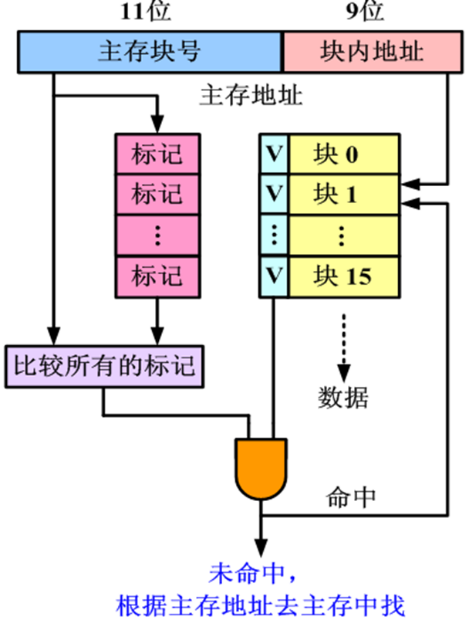 11位 9位
主存块号 块内地址
主存地址
标记 V 块 0
标记 V 块 1
⋮ ⋮ ⋮
标记 V 块 15
比较所有的标记
数据
命中
未命中，
根据主存地址去主存中找